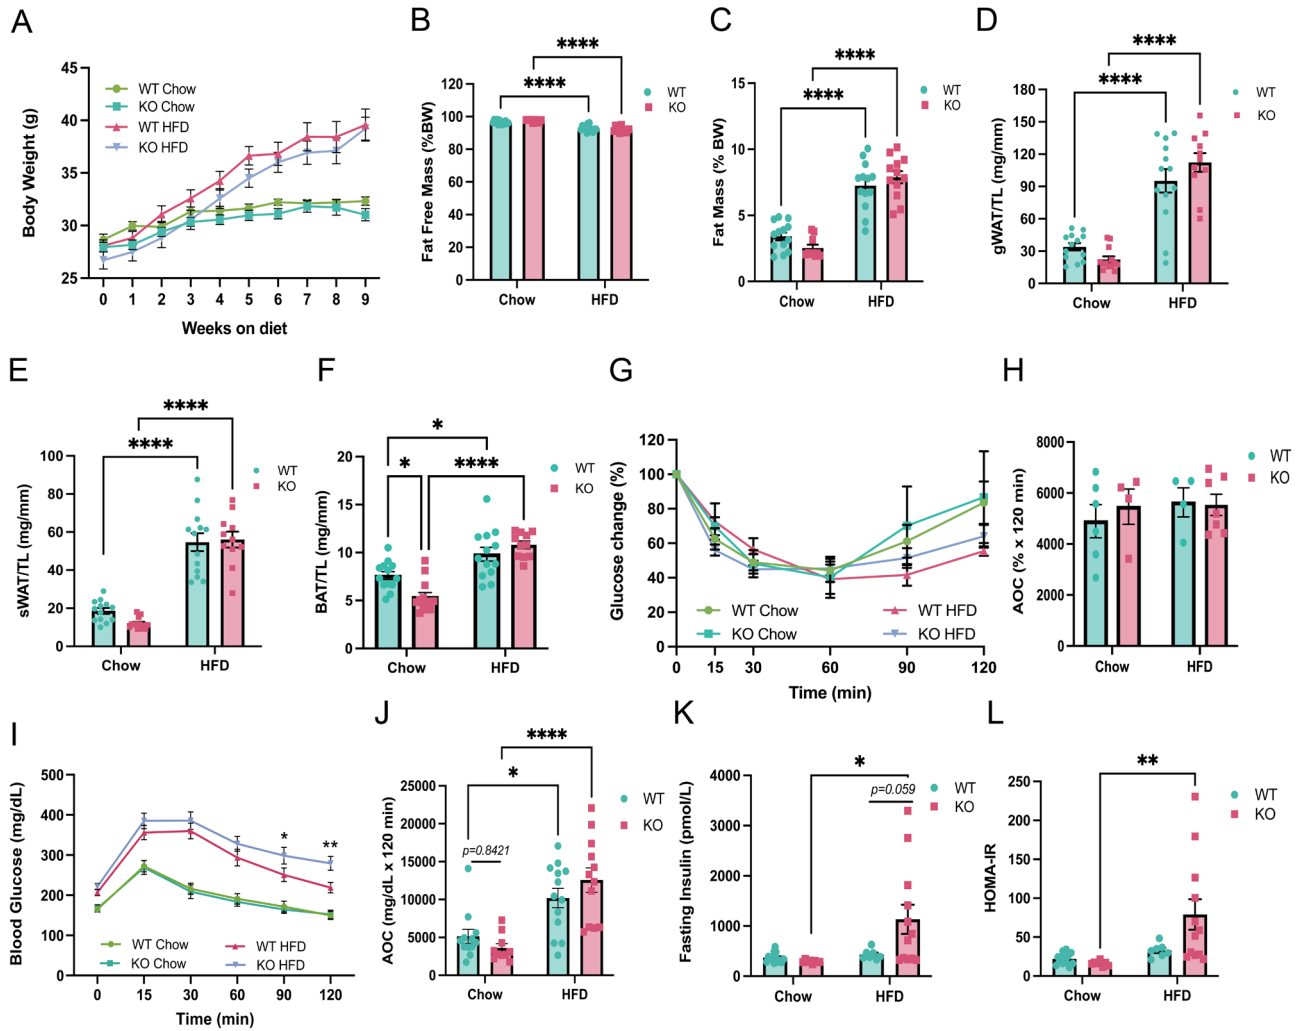 A
Body Weight (g)
45
40
35
30
25
WT Chow
KO Chow
WT HFD
KO HFD
0 1 2 3 4 5 6 7 8 9
Weeks on diet
B
Fat Free Mass (%BW)
120
100
80
60
40
20
0
****
****
WT
KO
Chow HFD
C
Fat Mass (% BW)
15
10
5
0
****
****
WT
KO
Chow HFD
D
gWAT/TL (mg/mm)
180
150
120
90
60
30
0
****
****
WT
KO
Chow HFD
E
sWAT/TL (mg/mm)
100
80
60
40
20
0
****
****
WT
KO
Chow HFD
F
BAT/TL (mg/mm)
20
15
10
5
0
*
* ****
WT
KO
Chow HFD
G
Glucose change (%)
120
100
80
60
40
20
0
WT Chow WT HFD
KO Chow KO HFD
0 15 30 60 90 120
Time (min)
H
AOC (% x 120 min)
8000
6000
4000
2000
0
WT
KO
Chow HFD
I
Blood Glucose (mg/dL)
500
400
300
200
100
0
*
**
WT Chow WT HFD
KO Chow KO HFD
0 15 30 60 90 120
Time (min)
J
AOC (mg/dL x 120 min)
25000
20000
15000
10000
5000
0
****
*
p=0.8421
WT
KO
Chow HFD
K
Fasting Insulin (pmol/L)
4000
3000
2000
1000
0
*
p=0.059
WT
KO
Chow HFD
L
HOMA-IR
250
200
150
100
50
0
**
WT
KO
Chow HFD